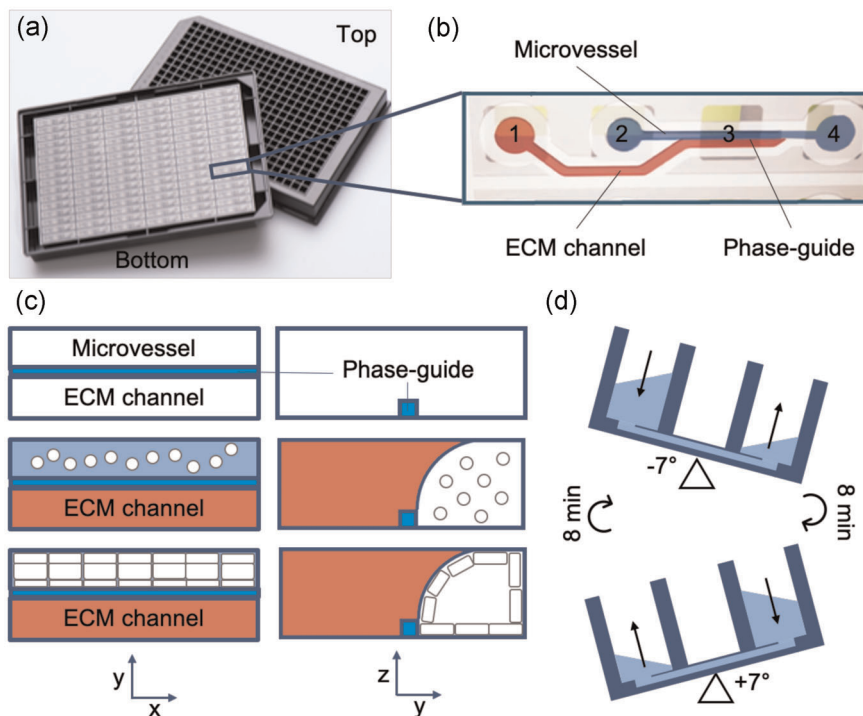 (a)
Top
Bottom
(b)
Microvessel
1 2 3 4
ECM channel
Phase-guide
(c)
Microvessel
ECM channel
Phase-guide
ECM channel
ECM channel
y
x
z
y
(d)
-7°
8 min
8 min
+7°